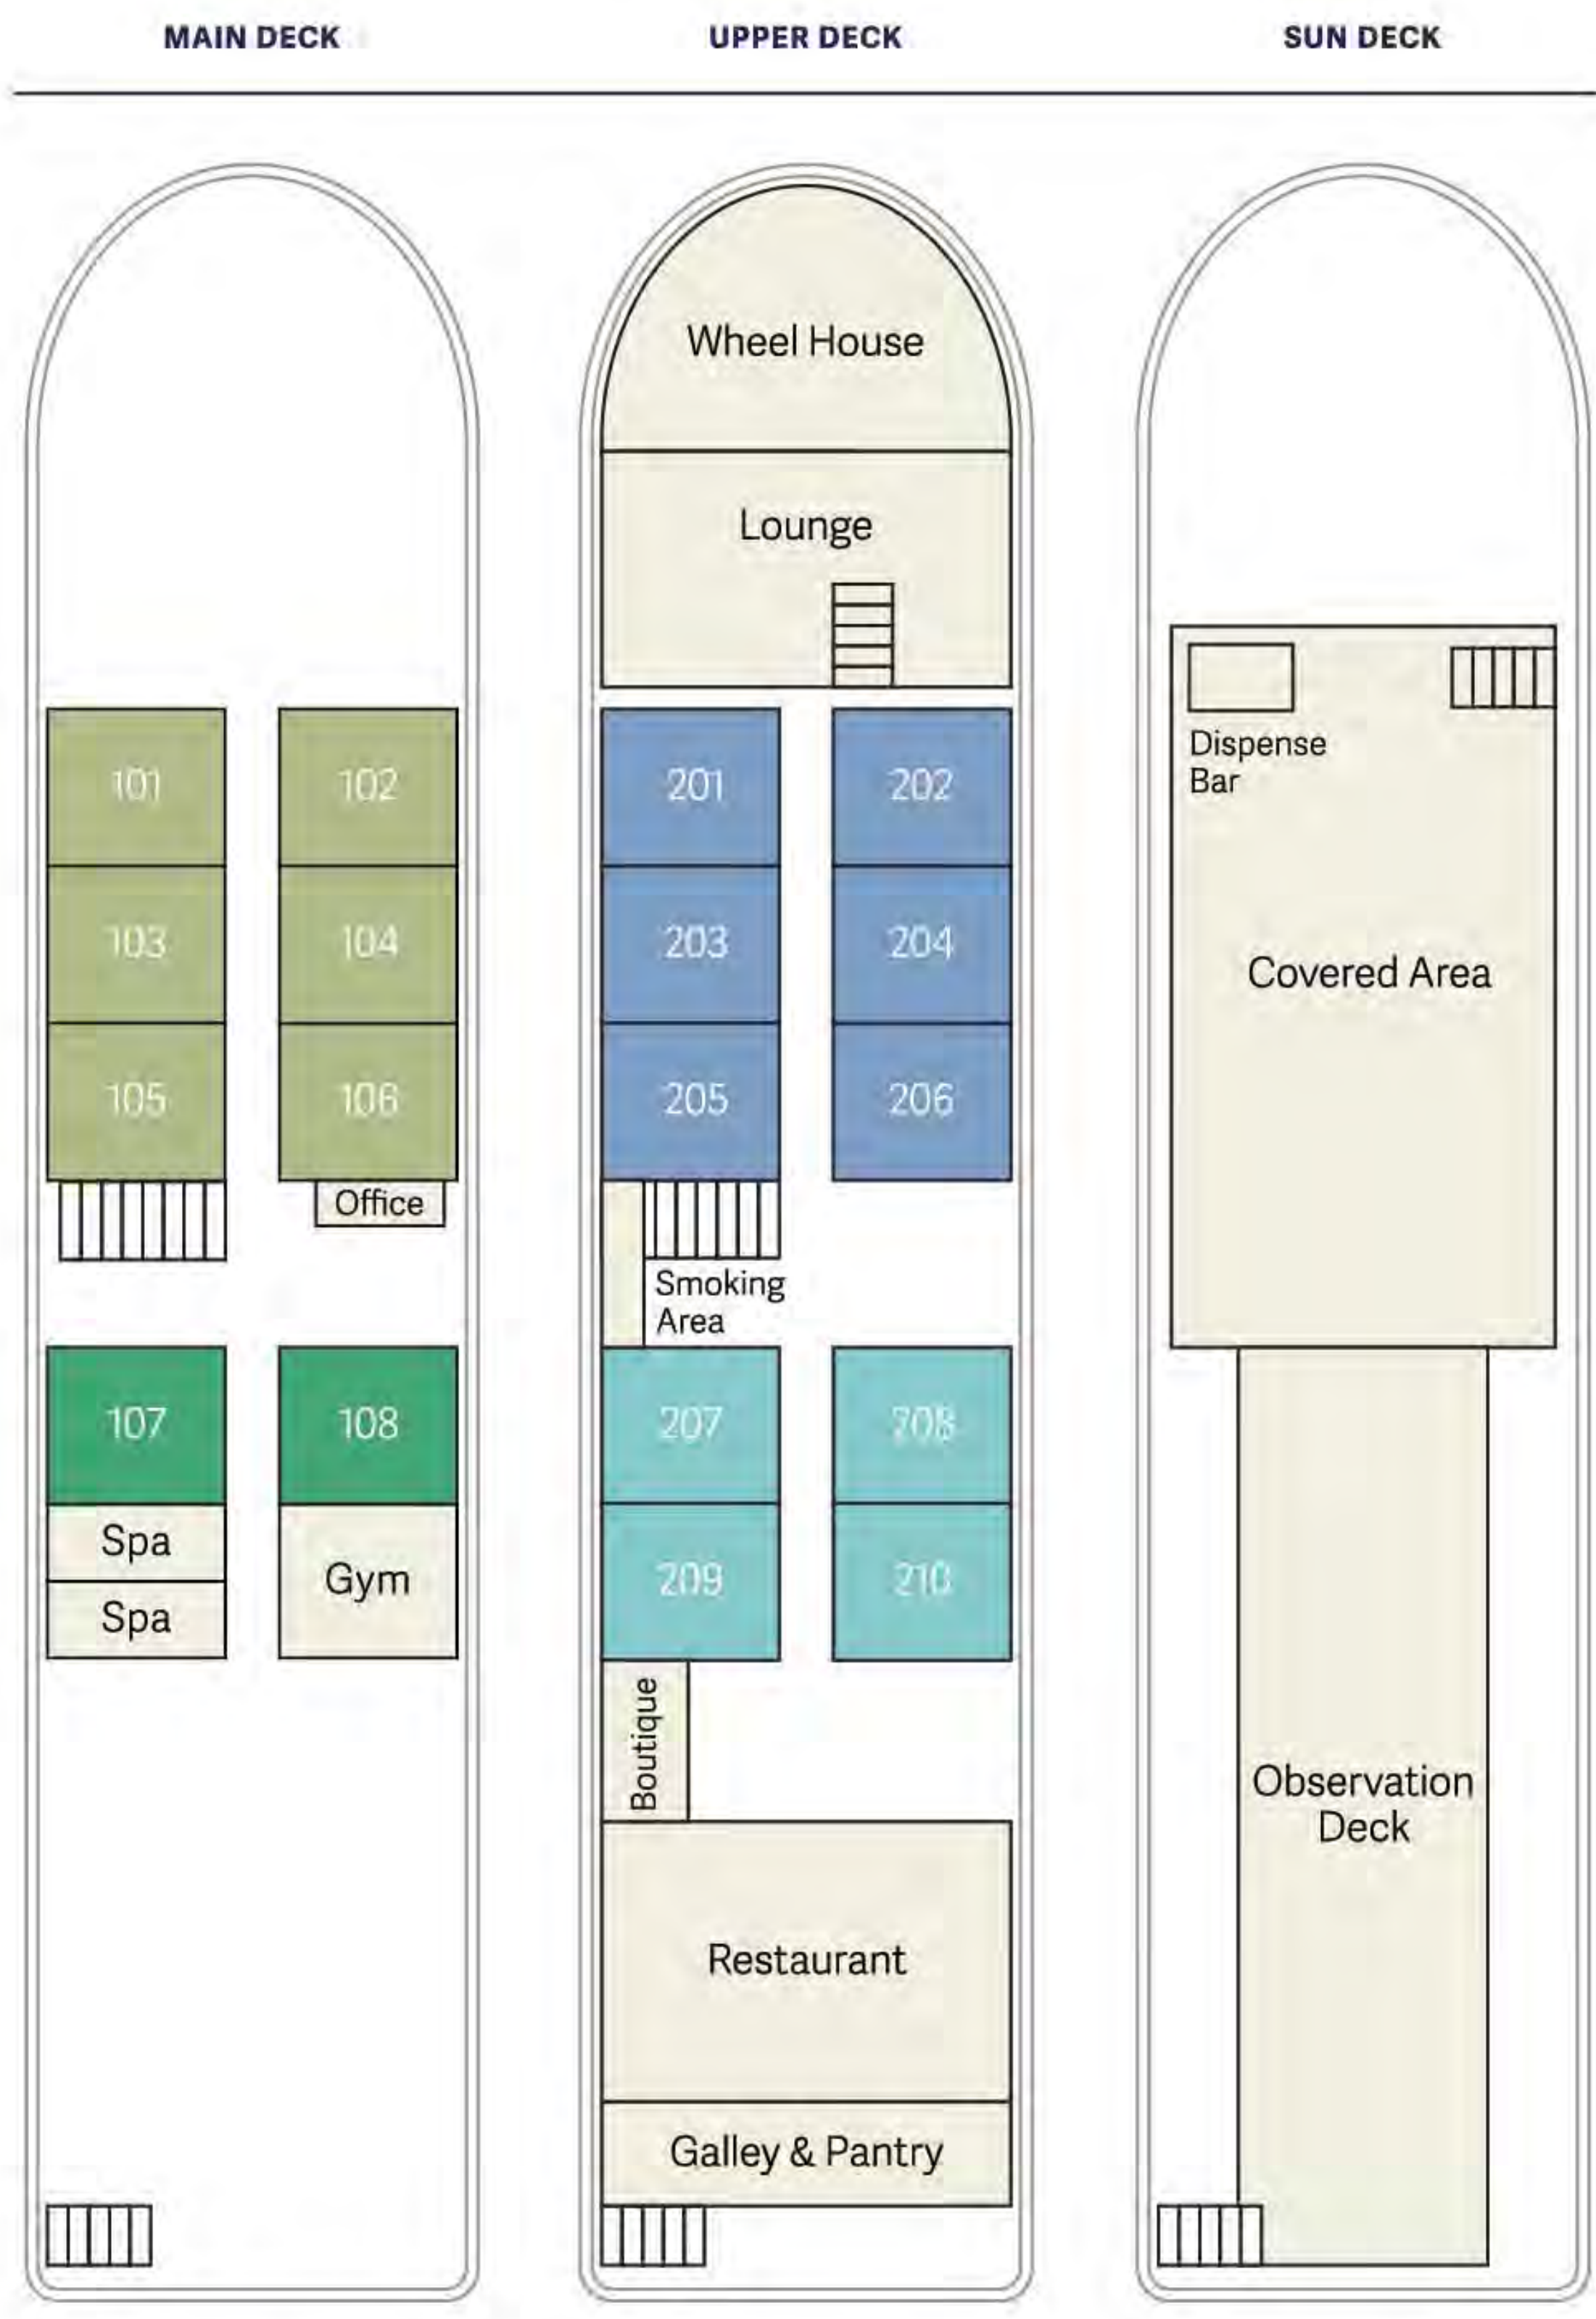 MAIN DECK
UPPER DECK
SUN DECK
101
102
103
104
105
106
Office
107
108
Spa
Spa
Gym
Wheel House
Lounge
201
202
203
204
205
206
Smoking
Area
207
208
209
210
Boutique
Restaurant
Galley & Pantry
Dispense
Bar
Covered Area
Observation
Deck